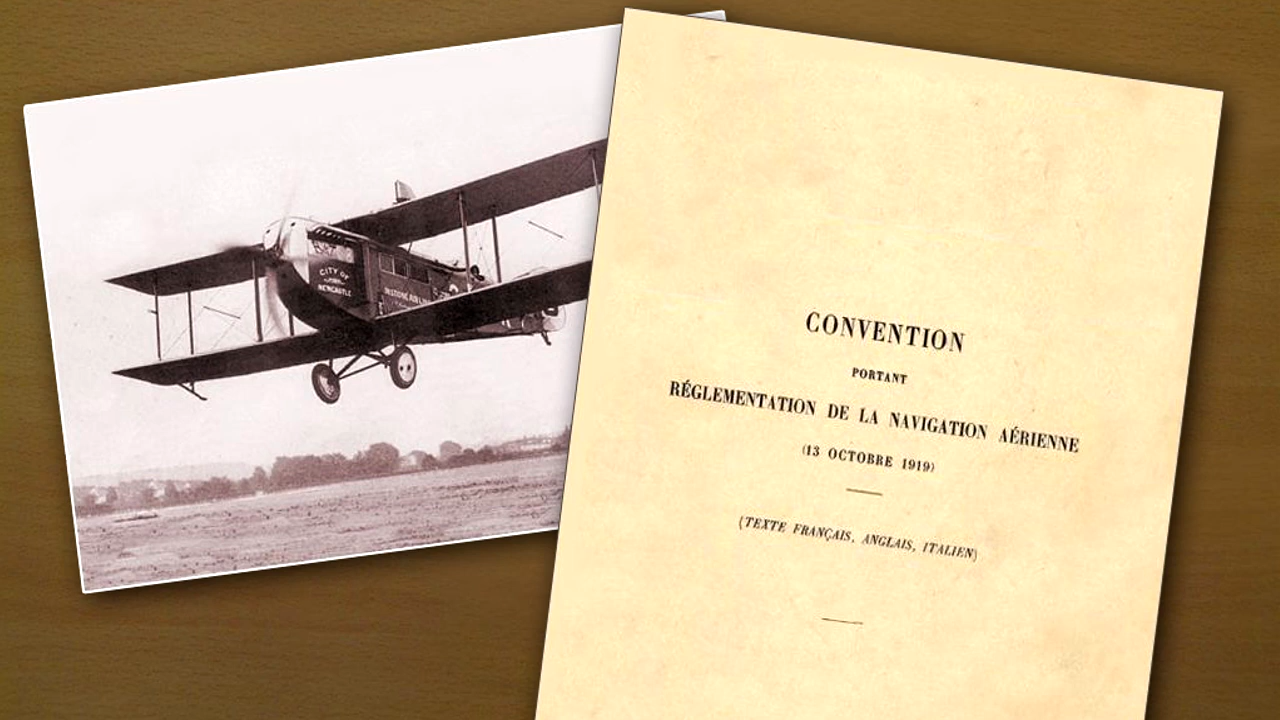 CITY OF
NEWCASTLE
CONVENTION
PORTANT
RÉGLEMENTATION DE LA NAVIGATION AÉRIENNE
(13 OCTOBRE 1919)
(TEXTE FRANÇAIS, ANGLAIS, ITALIEN)